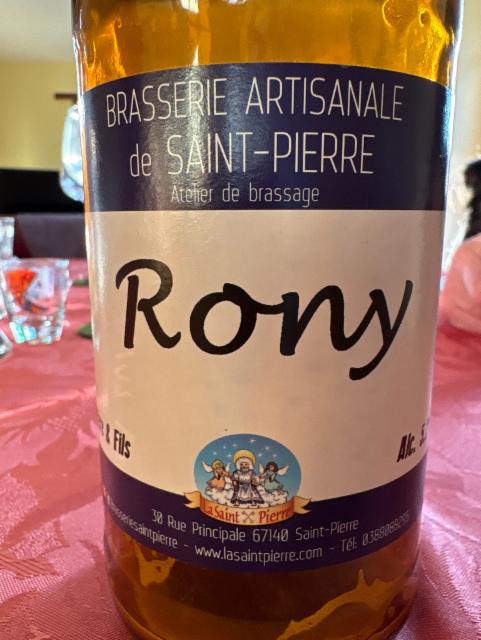 BRASSERIE ARTISANALE
de SAINT-PIERRE
Atelier de brassage
Rony
& Fils
Alc. 5.
La Saint Pierre
30 Rue Principale 67140 Saint-Pierre
- www.lasaintpierre.com - Tél: 0388088205